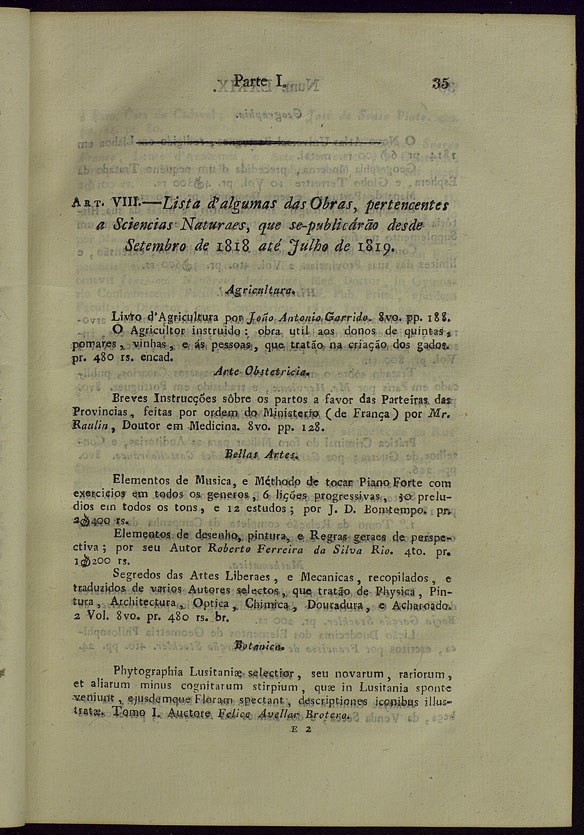 Parte I.
35
ART. VIII.—Lista d'algumas das Obras, pertencentes
a Sciencias Naturaes, que se-publicárão desde
Setembro de 1818 até Julho de 1819.
Agricultura.
Livro d'Agricultura por João Antonio Garrido. 8vo. pp. 188.
O Agricultor instruido: obra util aos donos de quintas,
pomares, vinhas, e ás pessoas, que tratão na criação dos gados.
pr. 480 rs. encad.
Arte Obstetricia.
Breves Instrucções sôbre os partos a favor das Parteiras das
Provincias, feitas por ordem do Ministerio (de França) por Mr.
Raulin, Doutor em Medicina. 8vo. pp. 128.
Bellas Artes.
Elementos de Musica, e Méthodo de tocar Piano Forte com
exercicios em todos os generos, 6 lições progressivas, 30 prelu-
dios em todos os tons, e 12 estudos; por J. D. Bomtempo. pr.
2$400 rs.
Elementos de desenho, pintura, e Regras geraes de perspe-
ctiva; por seu Autor Roberto Ferreira da Silva Rio. 4to. pr.
1$200 rs.
Segredos das Artes Liberaes, e Mecanicas, recopilados, e
traduzidos de varios Autores selectos, que tratão de Physica, Pin-
tura, Architectura, Optica, Chimica, Douradura, e Acharoado.
2 Vol. 8vo. pr. 480 rs. br.
Botanica.
Phytographia Lusitaniæ selectior, seu novarum, rariorum,
et aliarum minus cognitarum stirpium, quæ in Lusitania sponte
veniunt, ejusdemque Floram spectant, descriptiones iconibus illus-
tratæ. Tomo I. Auctore Felice Avellar Brotero.
E 2